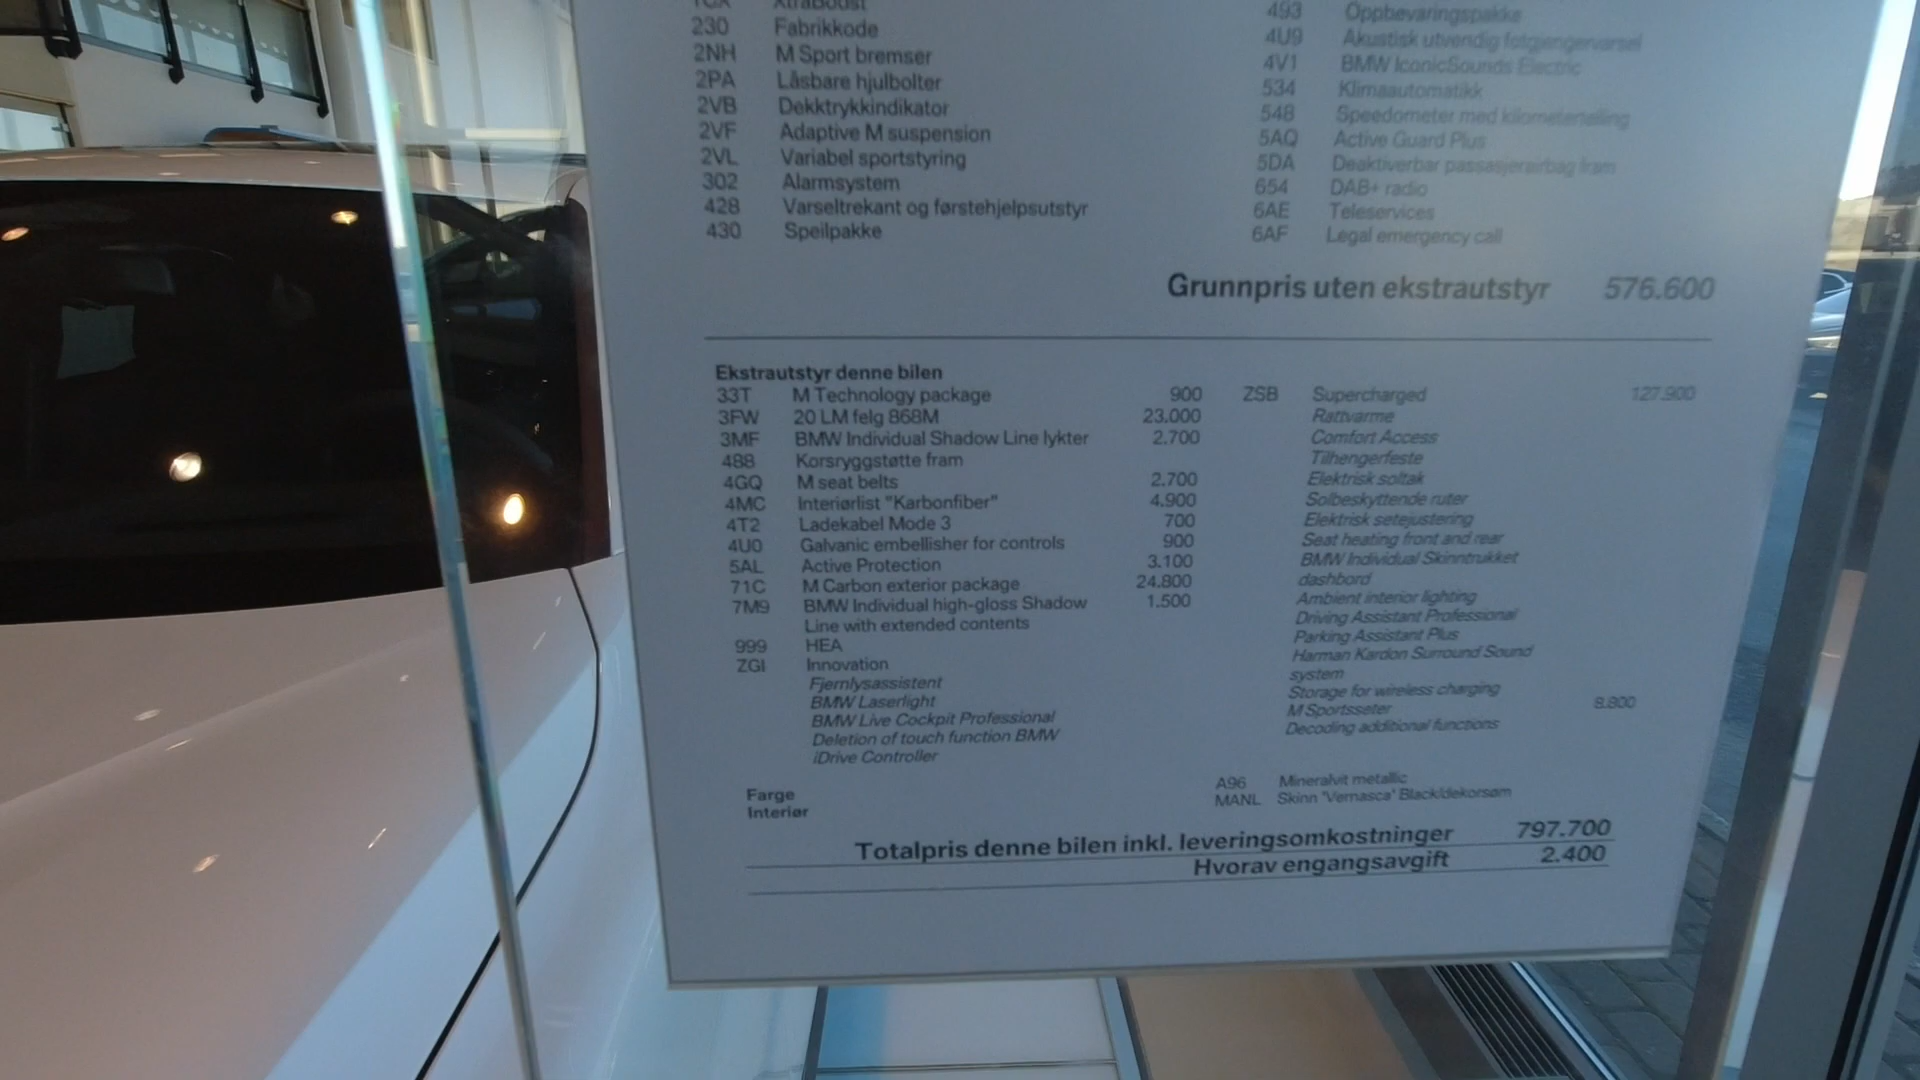 XtraBoost
230 Fabrikkode
2NH M Sport bremser
2PA Låsbare hjulbolter
2VB Dekktrykkindikator
2VF Adaptive M suspension
2VL Variabel sportstyring
302 Alarmsystem
428 Varseltrekant og førstehjelpsutstyr
430 Speilpakke
493 Oppbevaringspakke
4U9 Akustisk utvendig fotgjengervarsel
4V1 BMW IconicSounds Electric
534 Klimaautomatikk
548 Speedometer med kilometertelling
5AQ Active Guard Plus
5DA Deaktiverbar passasjerairbag fram
654 DAB+ radio
6AE Teleservices
6AF Legal emergency call
Grunnpris uten ekstrautstyr 576.600
Ekstrautstyr denne bilen
33T M Technology package 900
3FW 20 LM felg 868M 23.000
3MF BMW Individual Shadow Line lykter 2.700
488 Korsryggstøtte fram
4GQ M seat belts 2.700
4MC Interiørlist "Karbonfiber" 4.900
4T2 Ladekabel Mode 3 700
4U0 Galvanic embellisher for controls 900
5AL Active Protection 3.100
71C M Carbon exterior package 24.800
7M9 BMW Individual high-gloss Shadow 1.500
Line with extended contents
999 HEA
ZGI Innovation
Fjernlysassistent
BMW Laserlight
BMW Live Cockpit Professional
Deletion of touch function BMW
iDrive Controller
ZSB Supercharged 127.900
Rattvarme
Comfort Access
Tilhengerfeste
Elektrisk soltak
Solbeskyttende ruter
Elektrisk setejustering
Seat heating front and rear
BMW Individual Skinntrukket
dashbord
Ambient interior lighting
Driving Assistant Professional
Parking Assistant Plus
Harman Kardon Surround Sound
system
Storage for wireless charging
M Sportsseter 8.800
Decoding additional functions
Farge A96 Mineralvit metallic
Interiør MANL Skinn 'Vernasca' Black/dekorsøm
Totalpris denne bilen inkl. leveringsomkostninger 797.700
Hvorav engangsavgift 2.400